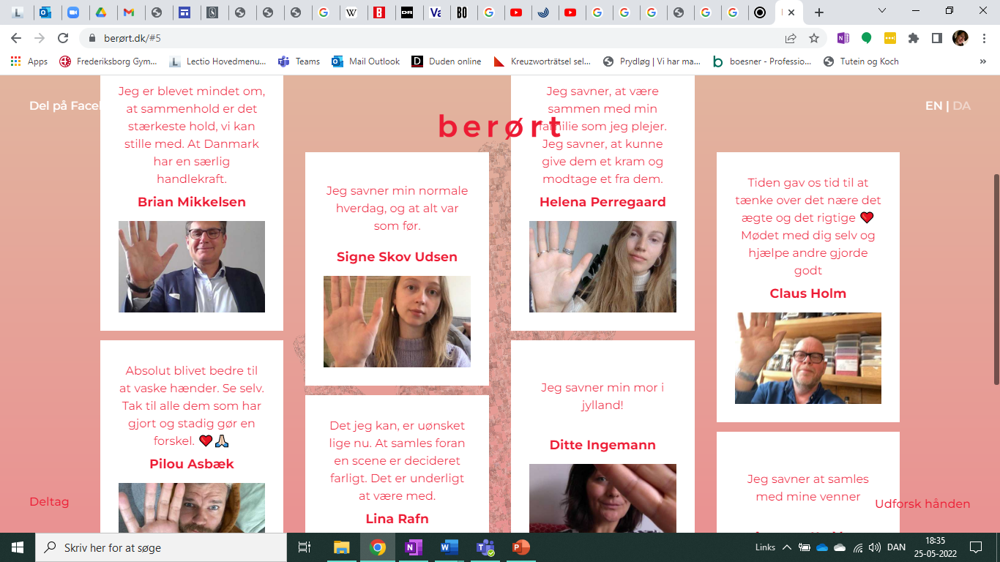 berørt.dk/#5
Apps
Frederiksborg Gym...
Lectio Hovedmenu...
Teams
Mail Outlook
Duden online
Kreuzworträtsel sel...
Prydløg | Vi har ma...
boesner - Professio...
Tutein og Koch
»
Del på Facel
berørt
EN | DA
Jeg er blevet mindet om,
at sammenhold er det
stærkeste hold, vi kan
stille med. At Danmark
har en særlig
handlekraft.
Brian Mikkelsen
Absolut blivet bedre til
at vaske hænder. Se selv.
Tak til alle dem som har
gjort og stadig gør en
forskel. ❤️🙏🏻
Pilou Asbæk
Jeg savner min normale
hverdag, og at alt var
som før.
Signe Skov Udsen
Det jeg kan, er uønsket
lige nu. At samles foran
en scene er decideret
farligt. Det er underligt
at være med.
Lina Rafn
Jeg savner, at være
sammen med min
familie som jeg plejer.
Jeg savner, at kunne
give dem et kram og
modtage et fra dem.
Helena Perregaard
Jeg savner min mor i
jylland!
Ditte Ingemann
Tiden gav os tid til at
tænke over det nære det
ægte og det rigtige ❤️
Mødet med dig selv og
hjælpe andre gjorde
godt
Claus Holm
Jeg savner at samles
med mine venner
Deltag
Udforsk hånden
Skriv her for at søge
Links
DAN
18:35
25-05-2022